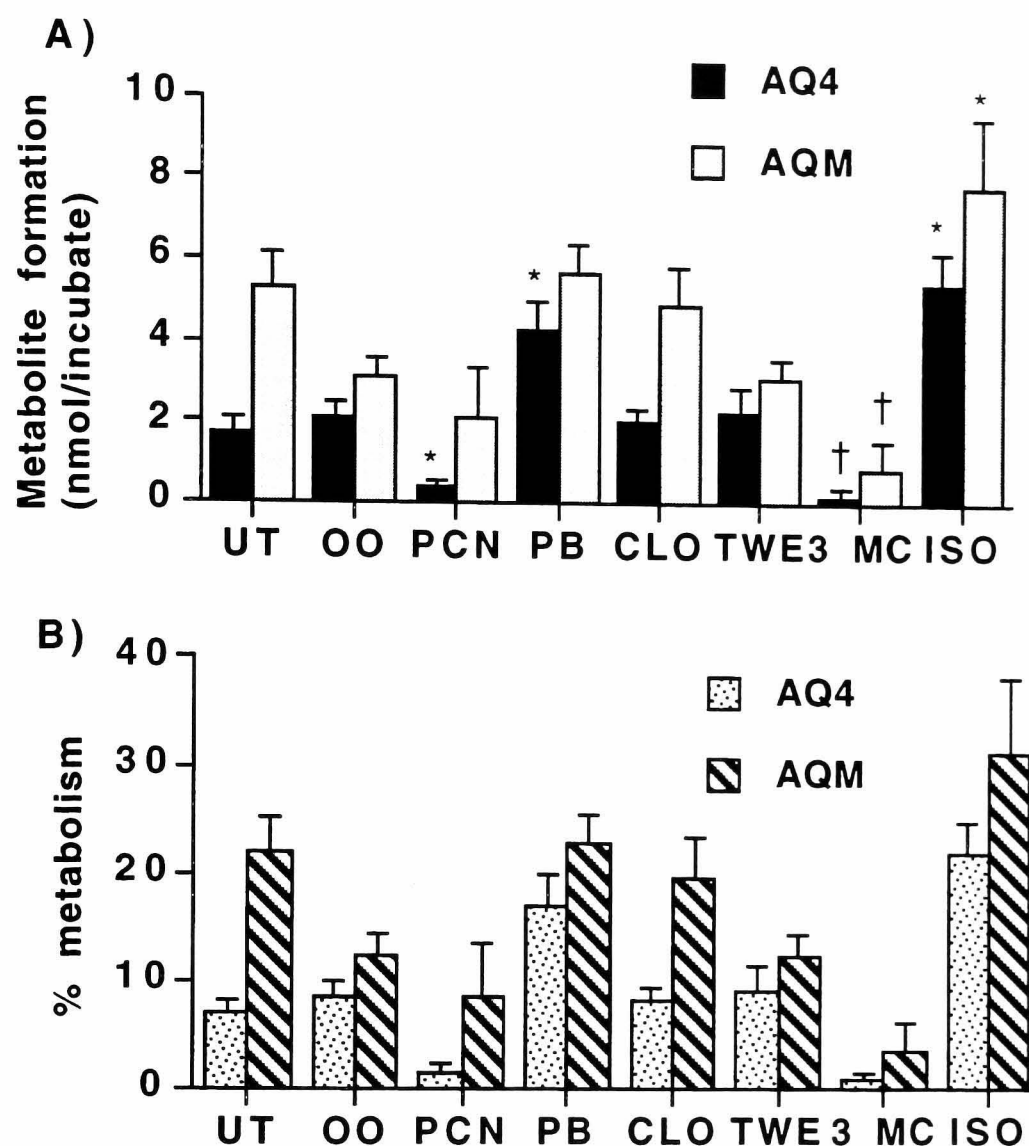 A)
Metabolite formation
(nmol/incubate)
10
8
6
4
2
0
AQ4
AQM
*
*
*
*
†
†
UT OO PCN PB CLO TWE3 MC ISO
B)
% metabolism
40
30
20
10
0
AQ4
AQM
UT OO PCN PB CLO TWE 3 MC ISO